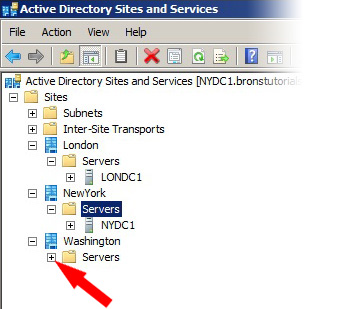 Active Directory Sites and Services
File Action View Help
Active Directory Sites and Services [NYDC1.bronstutorial
Sites
Subnets
Inter-Site Transports
London
Servers
LONDC1
NewYork
Servers
NYDC1
Washington
Servers